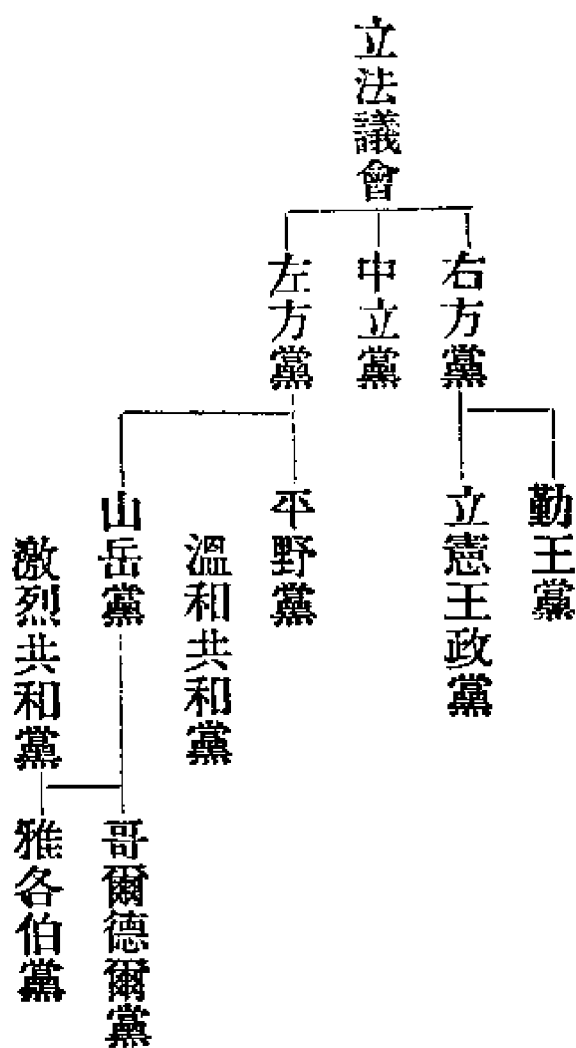 立法議會
右方黨
中立黨
左方黨
勤王黨
立憲王政黨
平野黨
溫和共和黨
山岳黨
激烈共和黨
哥爾德爾黨
雅各伯黨